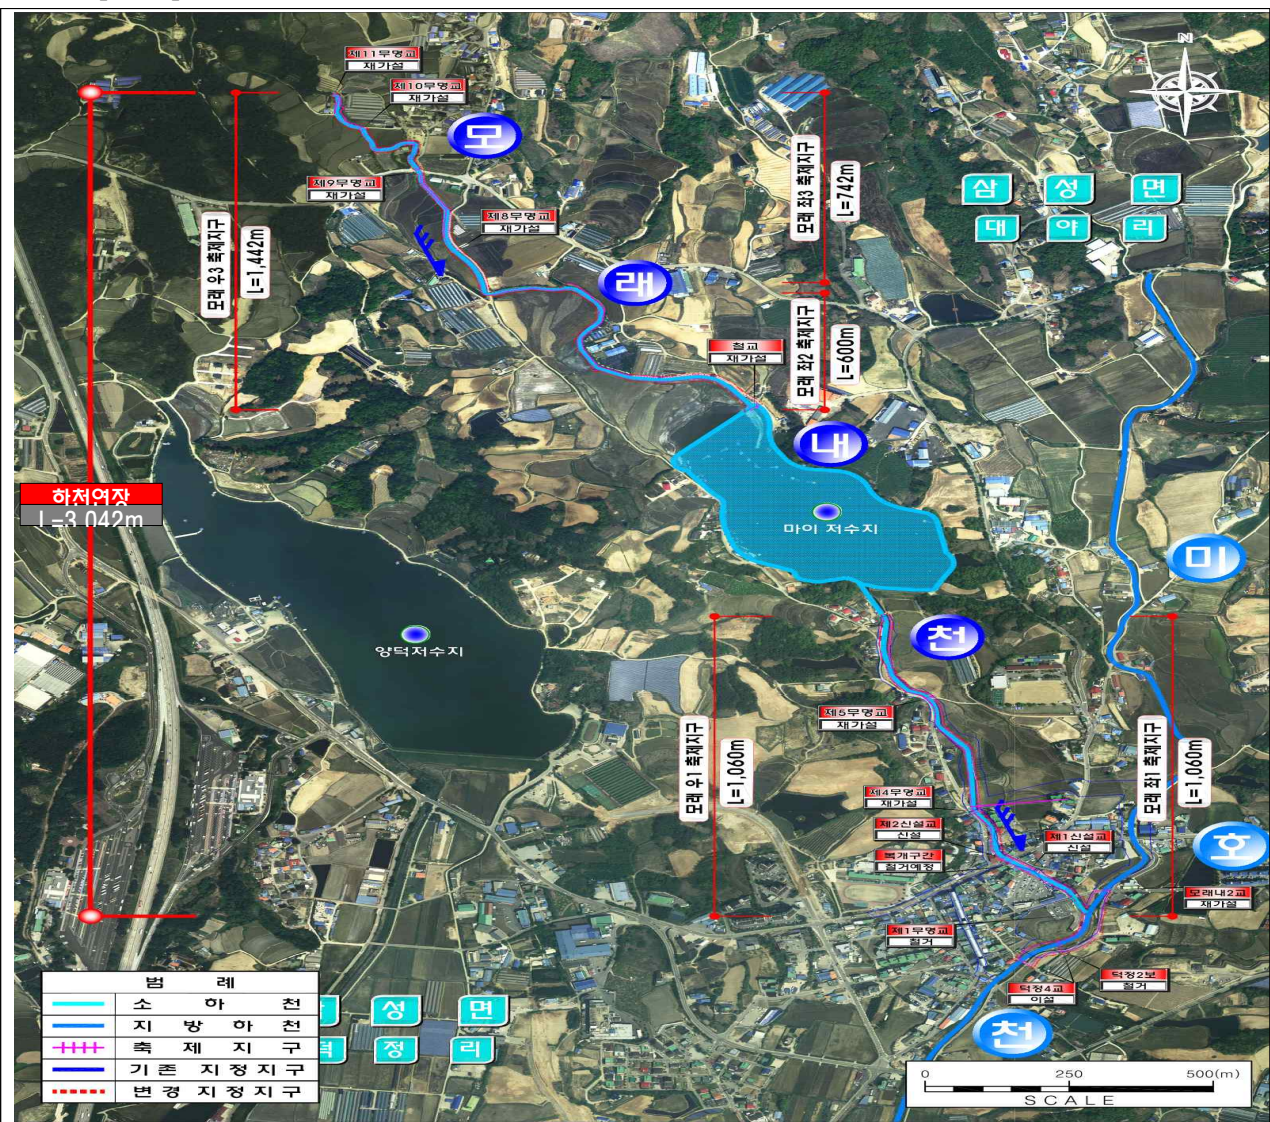 제11무명교
재가설
제10무명교
재가설
N
모
제9무명교
재가설
제8무명교
재가설
모래 우3 축제지구
L=1,442m
모래 좌3 축제지구
L=742m
삼 성 면
대 야 리
래
철교
재가설
모래 좌2 축제지구
L=600m
내
하천연장
L=3,042m
마이 저수지
미
양덕저수지
천
제5무명교
재가설
모래 우1 축제지구
L=1,060m
모래 좌1 축제지구
L=1,060m
제4무명교
재가설
제2신설교
신설
제1신설교
신설
복개구간
철거예정
호
모래내2교
재가설
제1무명교
철거
덕정2보
철거
덕정4교
이설
천
성 면
정 리
범 례
소 하 천
지 방 하 천
축 제 지 구
기존 지정지구
변경 지정지구
0 250 500(m)
SCALE